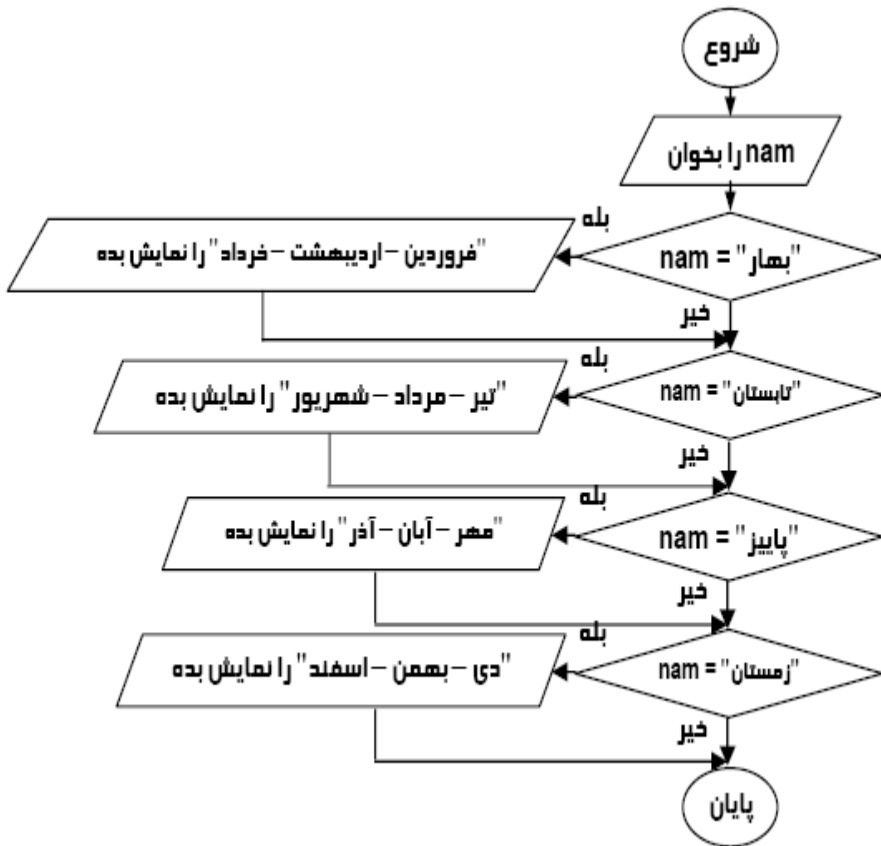 شروع
nam را بخوان
nam = "بهار"
بله
"فروردین – اردیبهشت – خرداد" را نمایش بده
خیر
nam = "تابستان"
بله
"تیر – مرداد – شهریور" را نمایش بده
خیر
nam = "پاییز"
بله
"مهر – آبان – آذر" را نمایش بده
خیر
nam = "زمستان"
بله
"دی – بهمن – اسفند" را نمایش بده
خیر
پایان